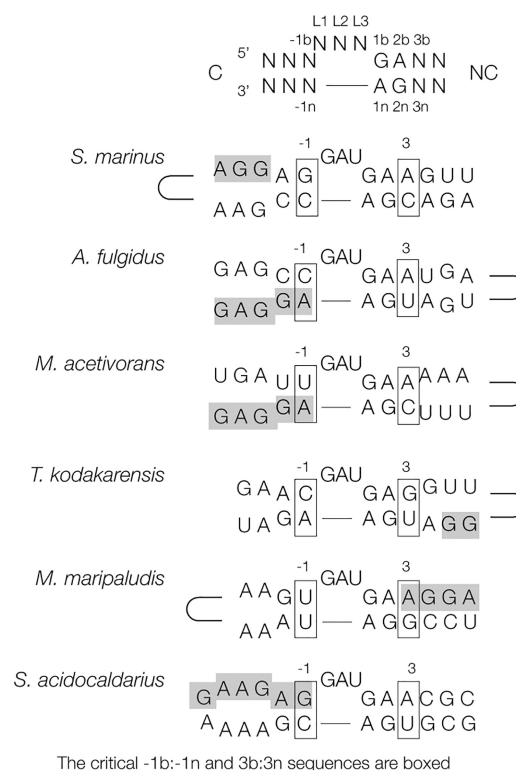 L1 L2 L3
-1b N N N 1b 2b 3b
5' N N N G A N N
C NC
3' N N N — A G N N
-1n 1n 2n 3n
-1 3
S. marinus
A G G A G GAU G A A G U U
A A G C C — A G C A G A
-1 3
A. fulgidus
G A G C C GAU G A A U G A
G A G G A — A G U A G U
-1 3
M. acetivorans
U G A U U GAU G A A A A A
G A G G A — A G C U U U
-1 3
T. kodakarensis
G A A C GAU G A G G U U
U A G A — A G U A G G
-1 3
M. maripaludis
A A G U GAU G A A G G A
A A A U — A G G C C U
-1 3
S. acidocaldarius
G A A G A G GAU G A A C G C
A A A A G C — A G U G C G
The critical -1b:-1n and 3b:3n sequences are boxed